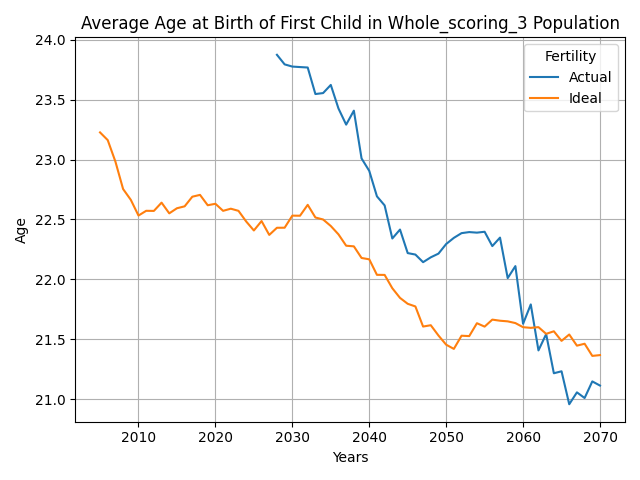 Average Age at Birth of First Child in Whole_scoring_3 Population
Fertility
Actual
Ideal
24.0
23.5
23.0
22.5
22.0
21.5
21.0
Age
2010 2020 2030 2040 2050 2060 2070
Years